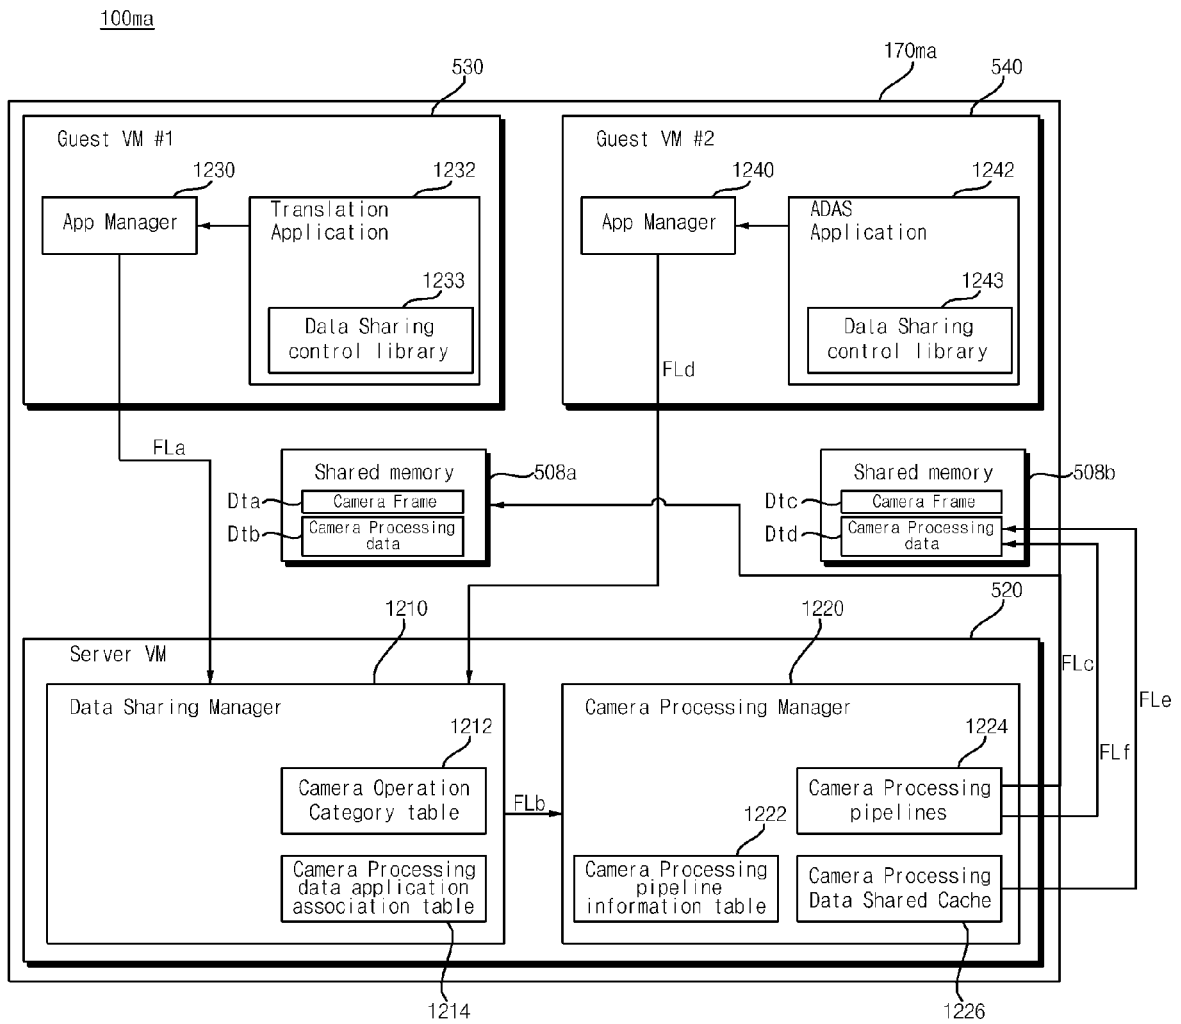 100ma
170ma
530
540
Guest VM #1
Guest VM #2
1230
1232
1240
1242
App Manager
Translation
Application
App Manager
ADAS
Application
1233
1243
Data Sharing
control library
Data Sharing
control library
FLd
FLa
Shared memory
508a
Shared memory
508b
Dta
Camera Frame
Dtc
Camera Frame
Dtb
Camera Processing
data
Dtd
Camera Processing
data
1210
1220
520
Server VM
FLc
Data Sharing Manager
Camera Processing Manager
FLe
1212
1224
FLf
Camera Operation
Category table
FLb
Camera Processing
pipelines
1222
Camera Processing
data application
association table
Camera Processing
pipeline
information table
Camera Processing
Data Shared Cache
1214
1226